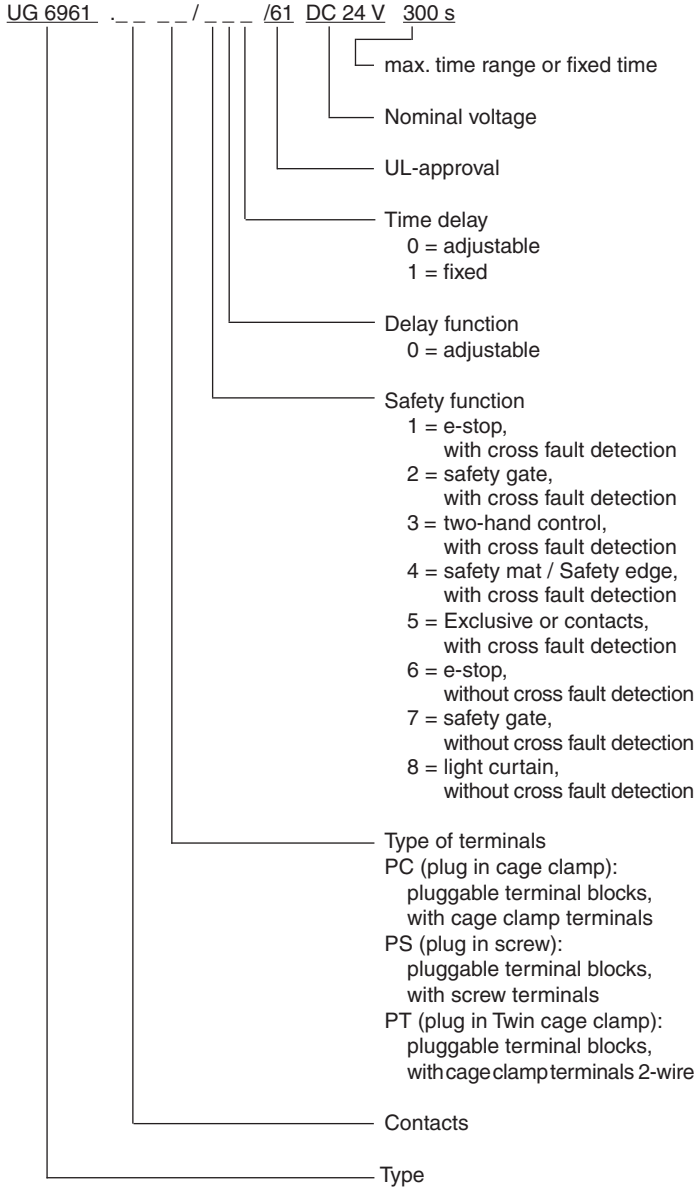 UG 6961 ._ _ _ _ / _ _ _ /61 DC 24 V 300 s
max. time range or fixed time
Nominal voltage
UL-approval
Time delay
0 = adjustable
1 = fixed
Delay function
0 = adjustable
Safety function
1 = e-stop,
with cross fault detection
2 = safety gate,
with cross fault detection
3 = two-hand control,
with cross fault detection
4 = safety mat / Safety edge,
with cross fault detection
5 = Exclusive or contacts,
with cross fault detection
6 = e-stop,
without cross fault detection
7 = safety gate,
without cross fault detection
8 = light curtain,
without cross fault detection
Type of terminals
PC (plug in cage clamp):
pluggable terminal blocks,
with cage clamp terminals
PS (plug in screw):
pluggable terminal blocks,
with screw terminals
PT (plug in Twin cage clamp):
pluggable terminal blocks,
with cage clamp terminals 2-wire
Contacts
Type